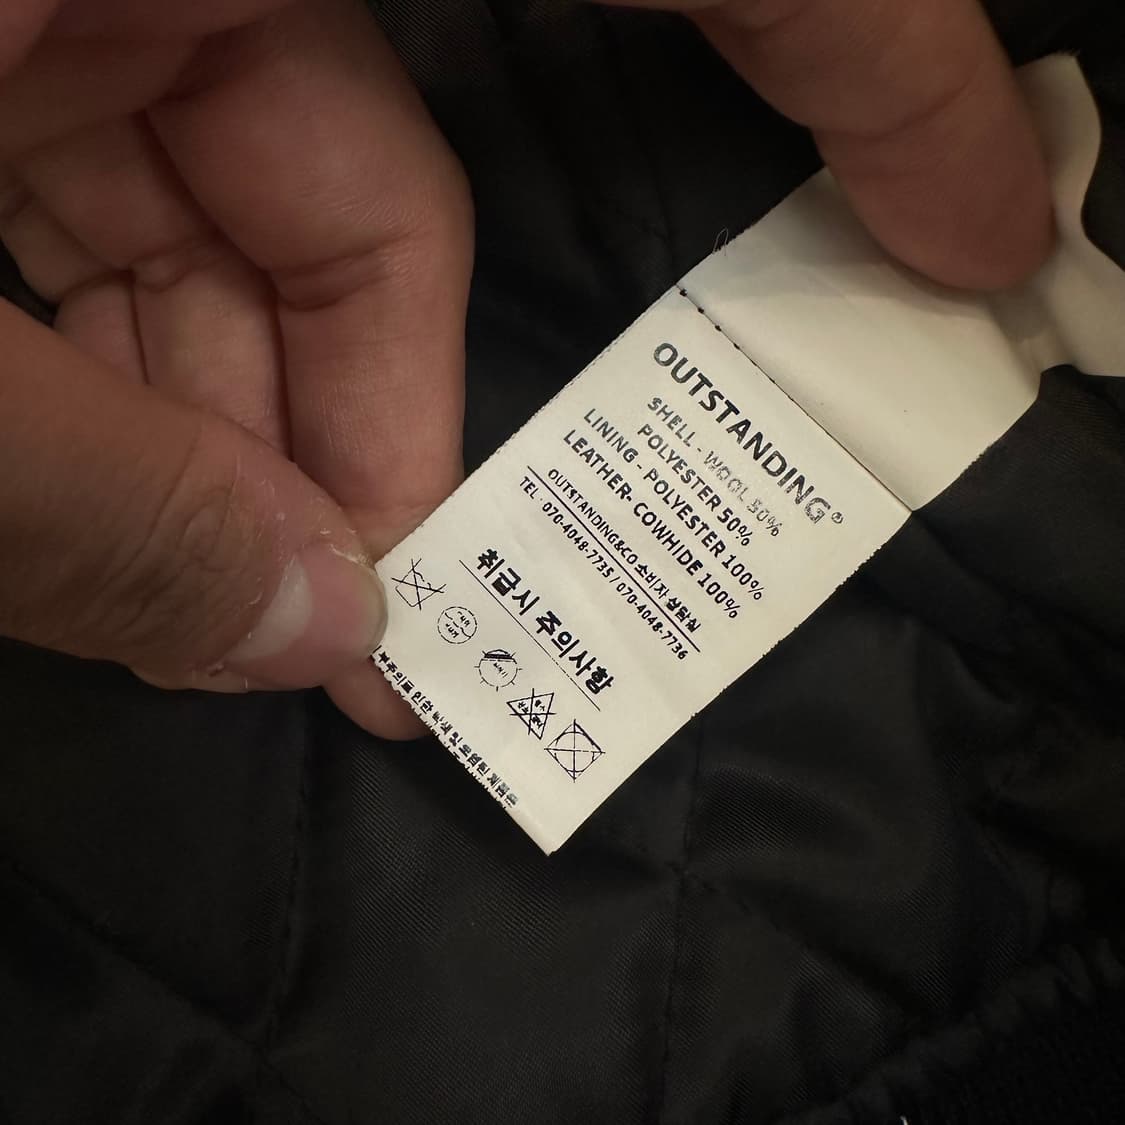 OUTSTANDING®
SHELL - WOOL 50%
POLYESTER 50%
LINING - POLYESTER 100%
LEATHER- COWHIDE 100%
OUTSTANDING&CO 소비자 상담실
TEL : 070-4048-7735 / 070-4048-7736
취급시 주의사항